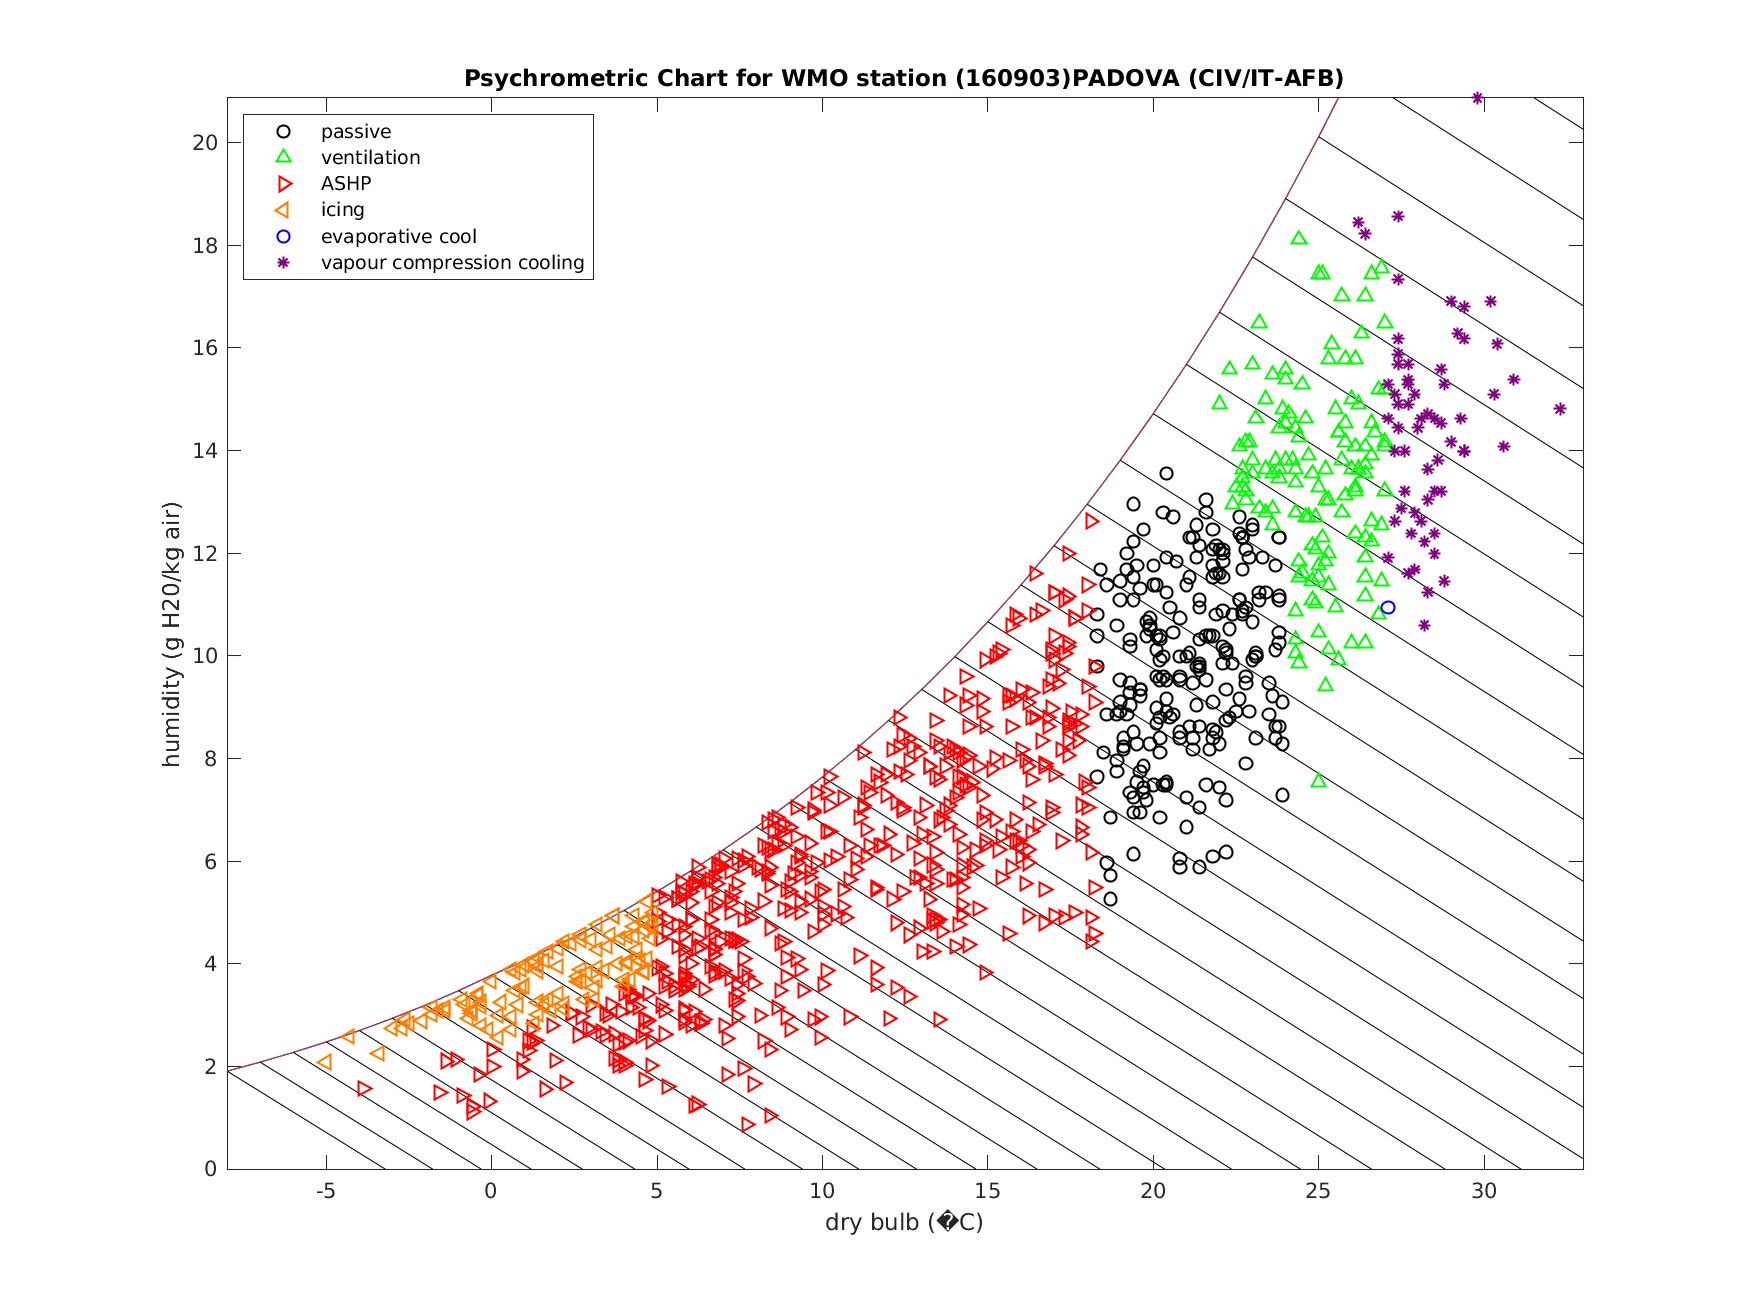 Psychrometric Chart for WMO station (160903)PADOVA (CIV/IT-AFB)
passive
ventilation
ASHP
icing
evaporative cool
vapour compression cooling
humidity (g H20/kg air)
20
18
16
14
12
10
8
6
4
2
0
-5 0 5 10 15 20 25 30
dry bulb (�C)